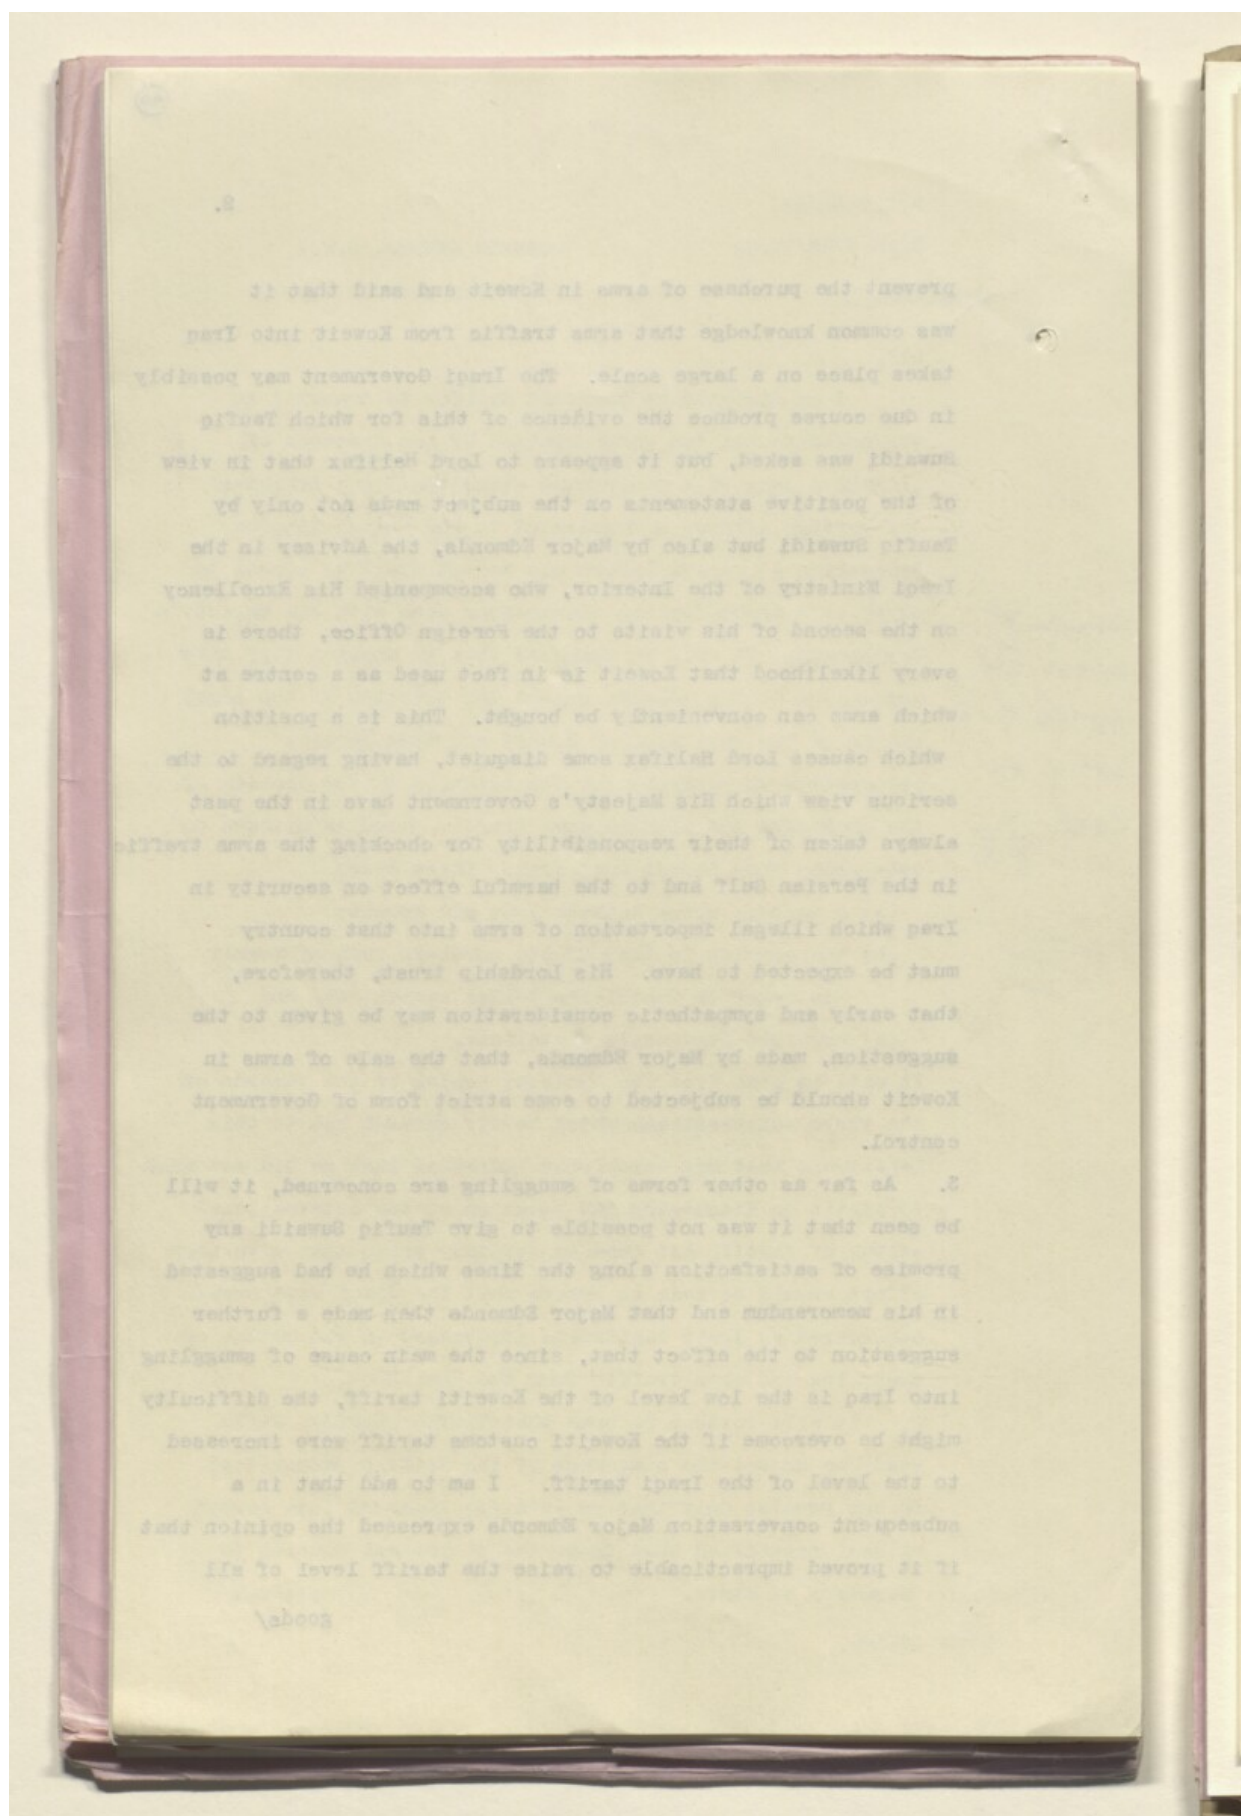 2.
prevent the purchase of arms in Koweit and said that it
was common knowledge that arms traffic from Koweit into Iraq
takes place on a large scale. The Iraqi Government may possibly
in due course produce the evidence of this for which Taufiq
Suwaidi was asked, but it appears to Lord Halifax that in view
of the positive statements on the subject made not only by
Taufiq Suwaidi but also by Major Edmonds, the Adviser in the
Iraqi Ministry of the Interior, who accompanied His Excellency
on the second of his visits to the Foreign Office, there is
every likelihood that Koweit is in fact used as a centre at
which arms can conveniently be bought. This is a position
which causes Lord Halifax some disquiet, having regard to the
serious view which His Majesty's Government have in the past
always taken of their responsibility for checking the arms traffic
in the Persian Gulf and to the harmful effect on security in
Iraq which illegal importation of arms into that country
must be expected to have. His Lordship trust, therefore,
that early and sympathetic consideration may be given to the
suggestion, made by Major Edmonds, that the sale of arms in
Koweit should be subjected to some strict form of Government
control.
3. As far as other forms of smuggling are concerned, it will
be seen that it was not possible to give Taufiq Suwaidi any
promise of satisfaction along the lines which he had suggested
in his memorandum and that Major Edmonds then made a further
suggestion to the effect that, since the main cause of smuggling
into Iraq is the low level of the Koweiti tariff, the difficulty
might be overcome if the Koweiti customs tariff were increased
to the level of the Iraqi tariff. I am to add that in a
subsequent conversation Major Edmonds expressed the opinion that
if it proved impracticable to raise the tariff level of all
goods/